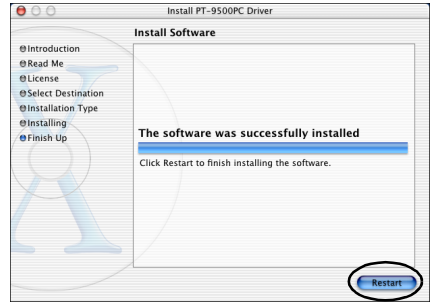 Install PT-9500PC Driver
Install Software
Introduction
Read Me
License
Select Destination
Installation Type
Installing
Finish Up
The software was successfully installed
Click Restart to finish installing the software.
Restart